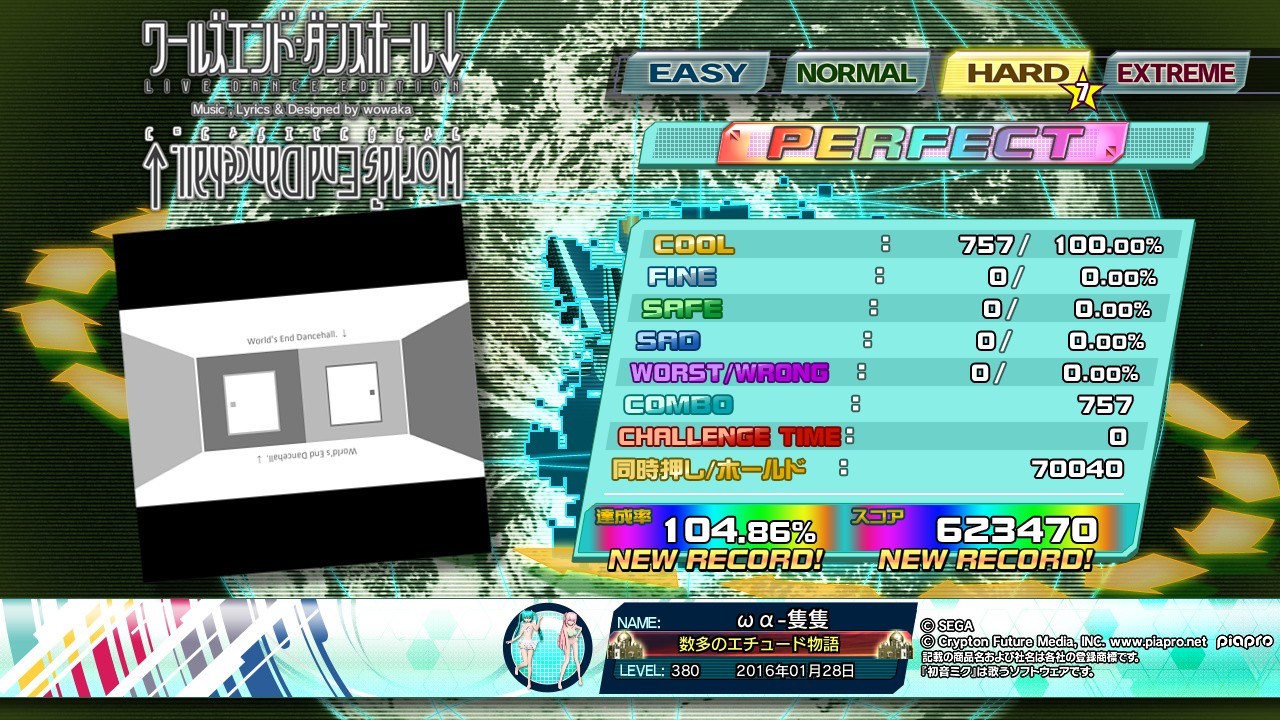 ワールズエンド・ダンスホール↓
LIVE DANCE EDITION
Music , Lyrics & Designed by wowaka
World's End Dancehall. ↓
World's End Dancehall. ↓
World's End Dancehall. ↓
EASY
NORMAL
HARD
7
EXTREME
PERFECT
COOL : 757/ 100.00%
FINE : 0/ 0.00%
SAFE : 0/ 0.00%
SAD : 0/ 0.00%
WORST/WRONG : 0/ 0.00%
COMBO : 757
CHALLENGE TIME : 0
同時押し/ホールド : 70040
達成率 104.86% スコア 623470
NEW RECORD! NEW RECORD!
NAME: ωα-隻隻
数多のエチュード物語
LEVEL: 380 2016年01月28日
© SEGA
© Crypton Future Media, INC. www.piapro.net piapro
記載の商品名および社名は各社の登録商標です。
『初音ミク』は歌うソフトウェアです。